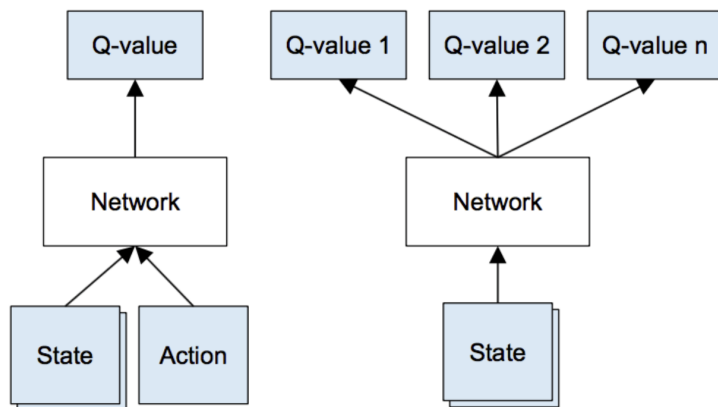 Q-value
Q-value 1
Q-value 2
Q-value n
Network
Network
State
Action
State